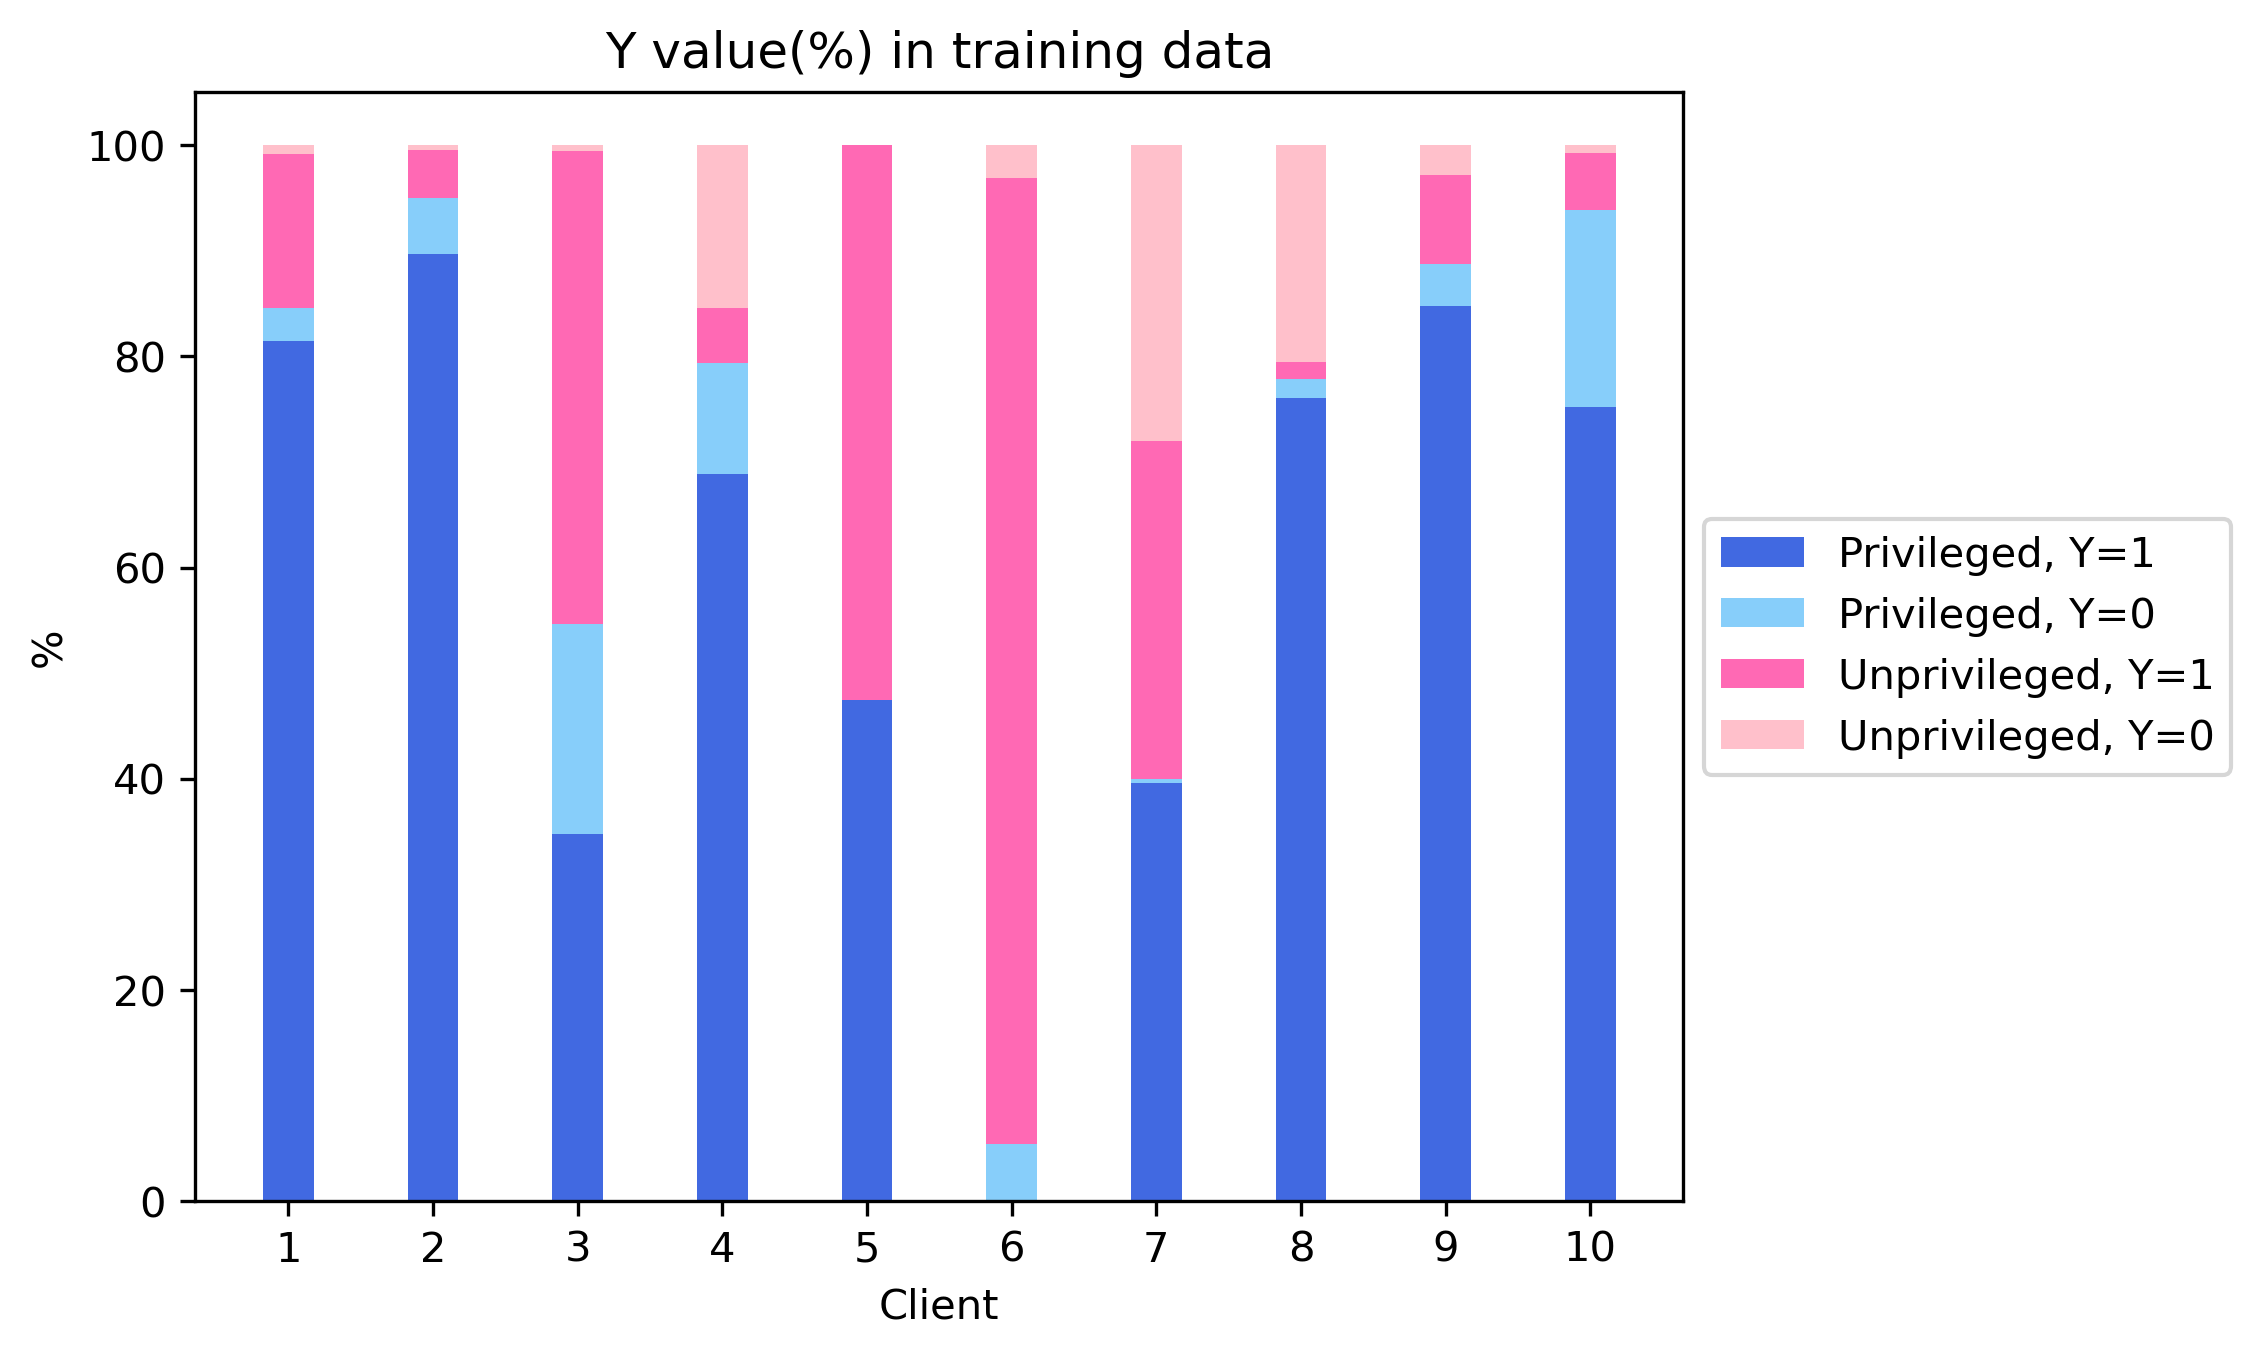 Y value(%) in training data
100
80
60
40
20
0
%
1 2 3 4 5 6 7 8 9 10
Client
Privileged, Y=1
Privileged, Y=0
Unprivileged, Y=1
Unprivileged, Y=0